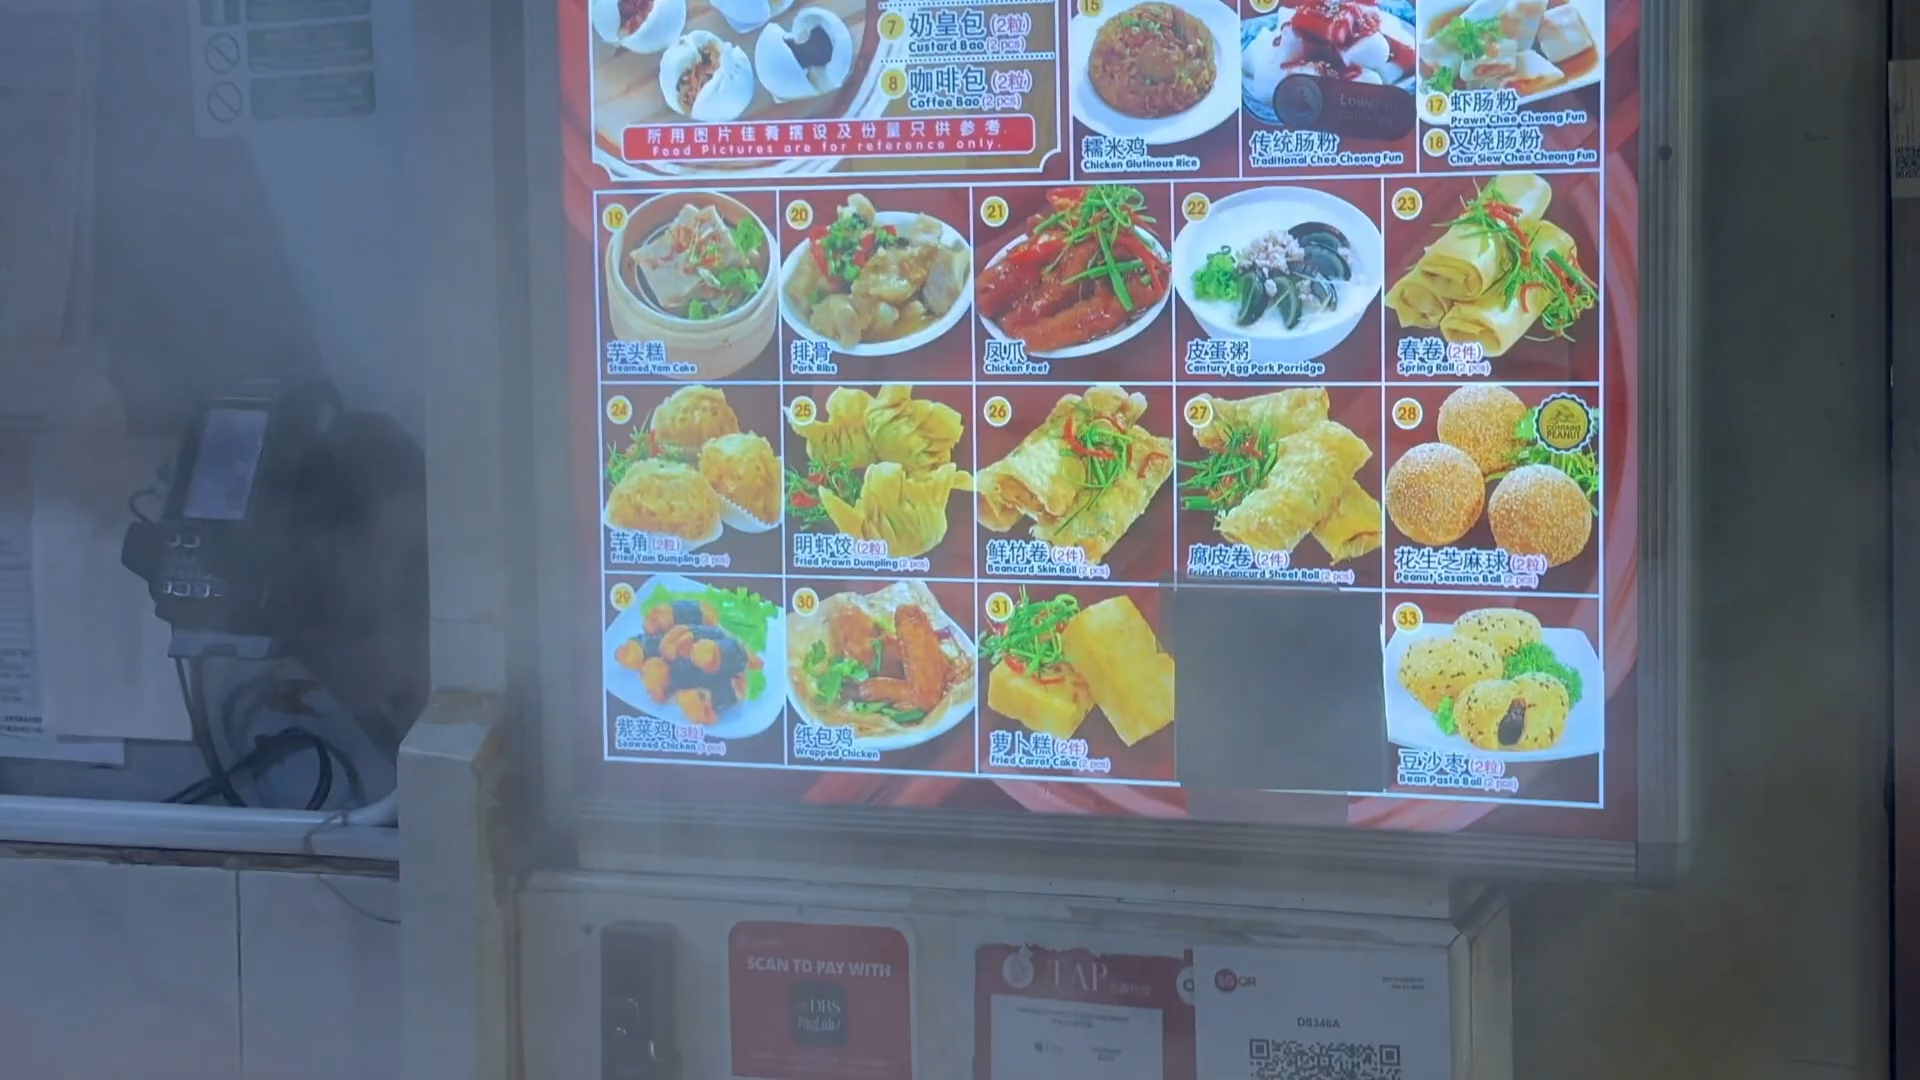 7 奶皇包 (2粒)
Custard Bao (2 pcs)
8 咖啡包 (2粒)
Coffee Bao (2 pcs)
所用图片佳肴摆设及份量只供参考.
Food Pictures are for reference only.
15
糯米鸡
Chicken Glutinous Rice
16
Lower in
Calories
传统肠粉
Traditional Chee Cheong Fun
17 虾肠粉
Prawn Chee Cheong Fun
18 叉烧肠粉
Char Siew Chee Cheong Fun
19
芋头糕
Steamed Yam Cake
20
排骨
Pork Ribs
21
凤爪
Chicken Feet
22
皮蛋粥
Century Egg Pork Porridge
23
春卷 (2件)
Spring Roll (2 pcs)
24
芋角 (2粒)
Fried Yam Dumpling (2 pcs)
25
明虾饺 (2粒)
Fried Prawn Dumpling (2 pcs)
26
鲜竹卷 (2件)
Beancurd Skin Roll (2 pcs)
27
腐皮卷 (2件)
Fried Beancurd Sheet Roll (2 pcs)
28
CONTAINS
PEANUT
花生芝麻球 (2粒)
Peanut Sesame Ball (2 pcs)
29
紫菜鸡 (3粒)
Seaweed Chicken (3 pcs)
30
纸包鸡
Wrapped Chicken
31
萝卜糕 (2件)
Fried Carrot Cake (2 pcs)
33
豆沙枣 (2粒)
Bean Paste Ball (2 pcs)
SCAN TO PAY WITH
DBS
PayLah!
TAP
SGQR
DS346A